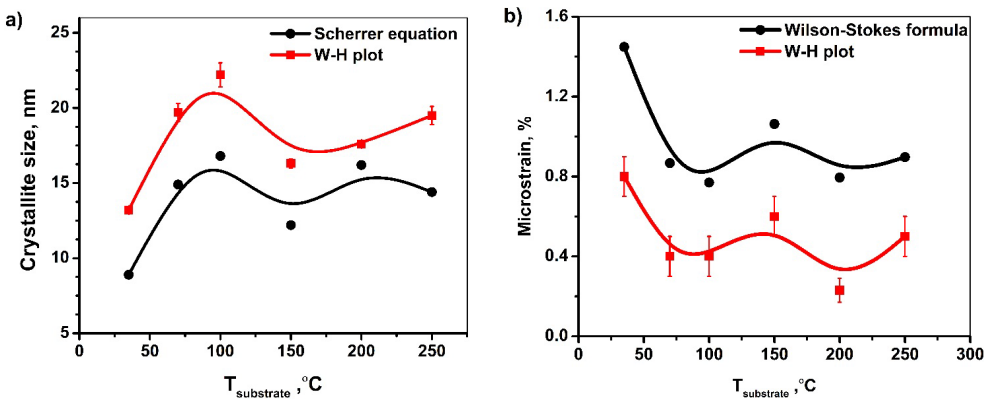 a)
Scherrer equation
W-H plot
Crystallite size, nm
25
20
15
10
5
0
50
100
150
200
250
T substrate ,°C
b)
Wilson-Stokes formula
W-H plot
Microstrain, %
1.6
1.2
0.8
0.4
0.0
0
50
100
150
200
250
300
T substrate ,°C